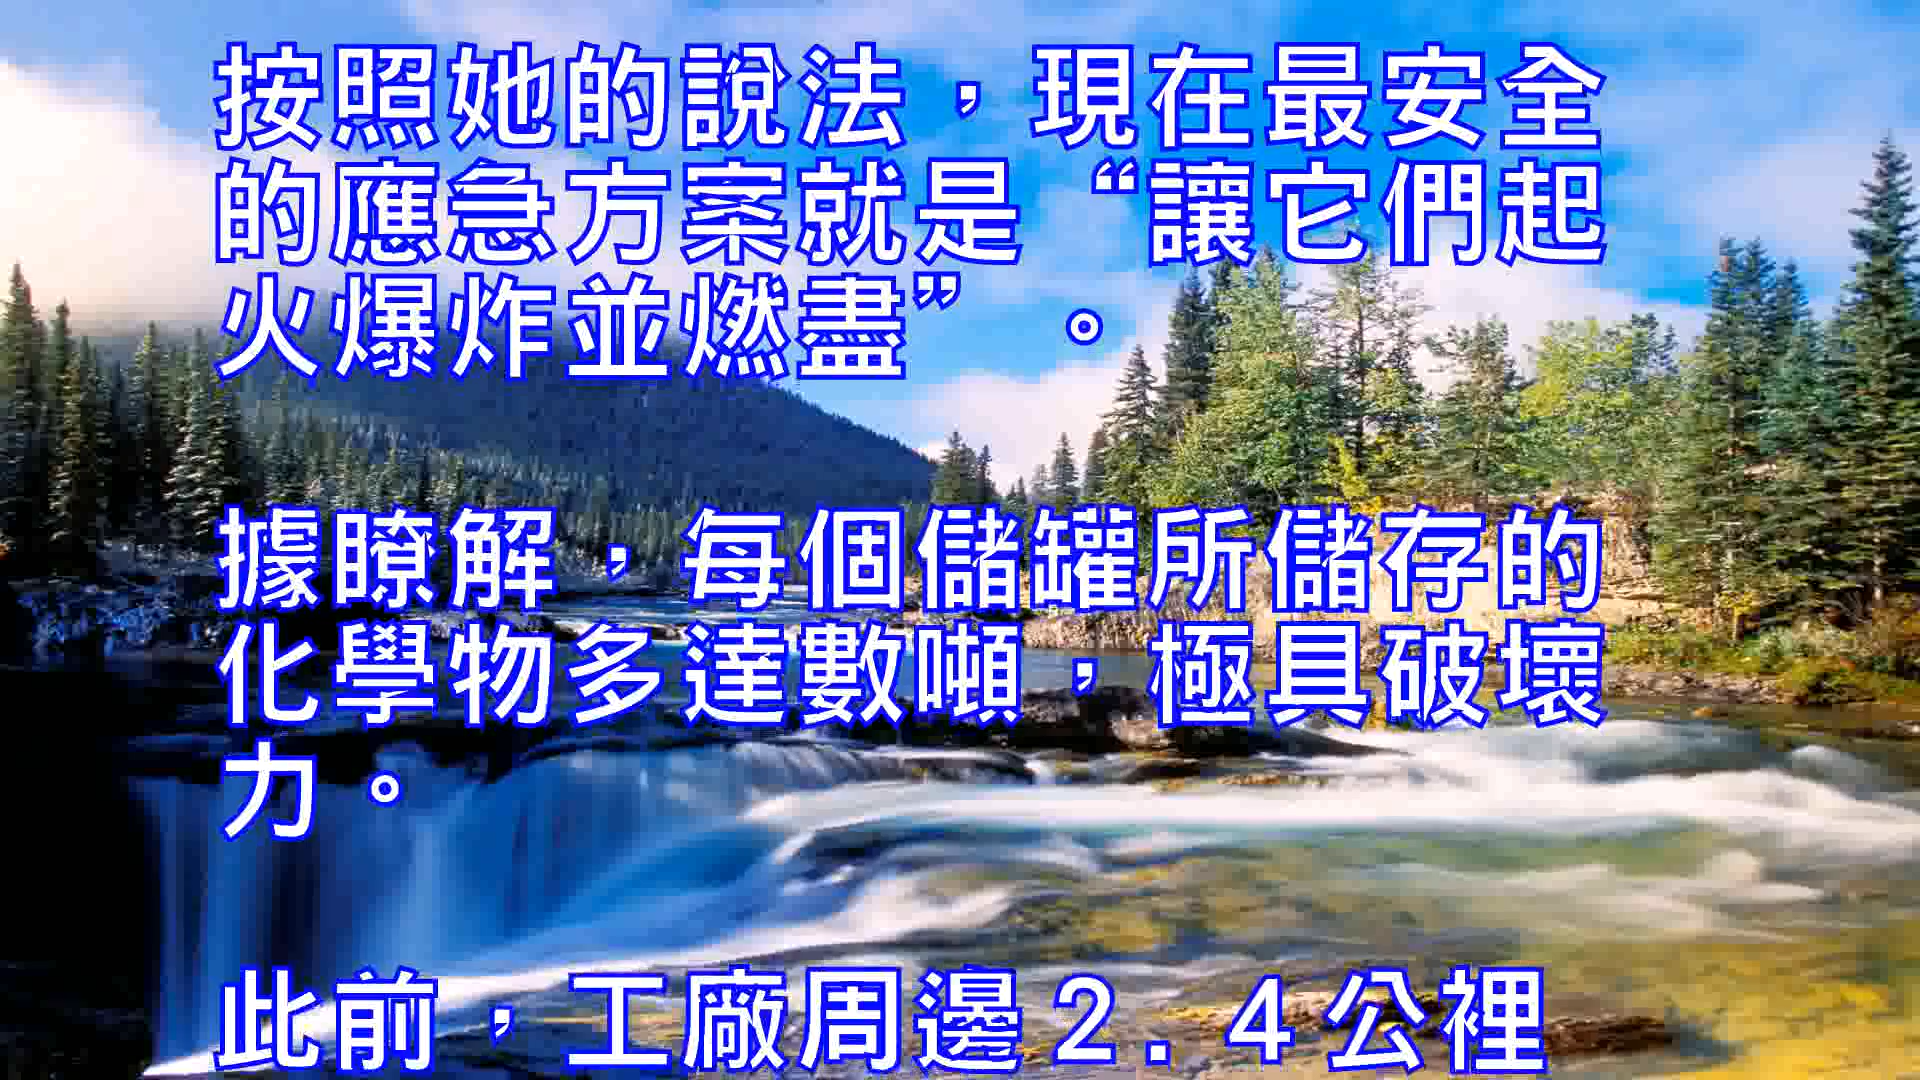 按照她的說法，現在最安全
的應急方案就是“讓它們起
火爆炸並燃盡”。
據瞭解，每個儲罐所儲存的
化學物多達數噸，極具破壞
力。
此前，工廠周邊２．４公裡